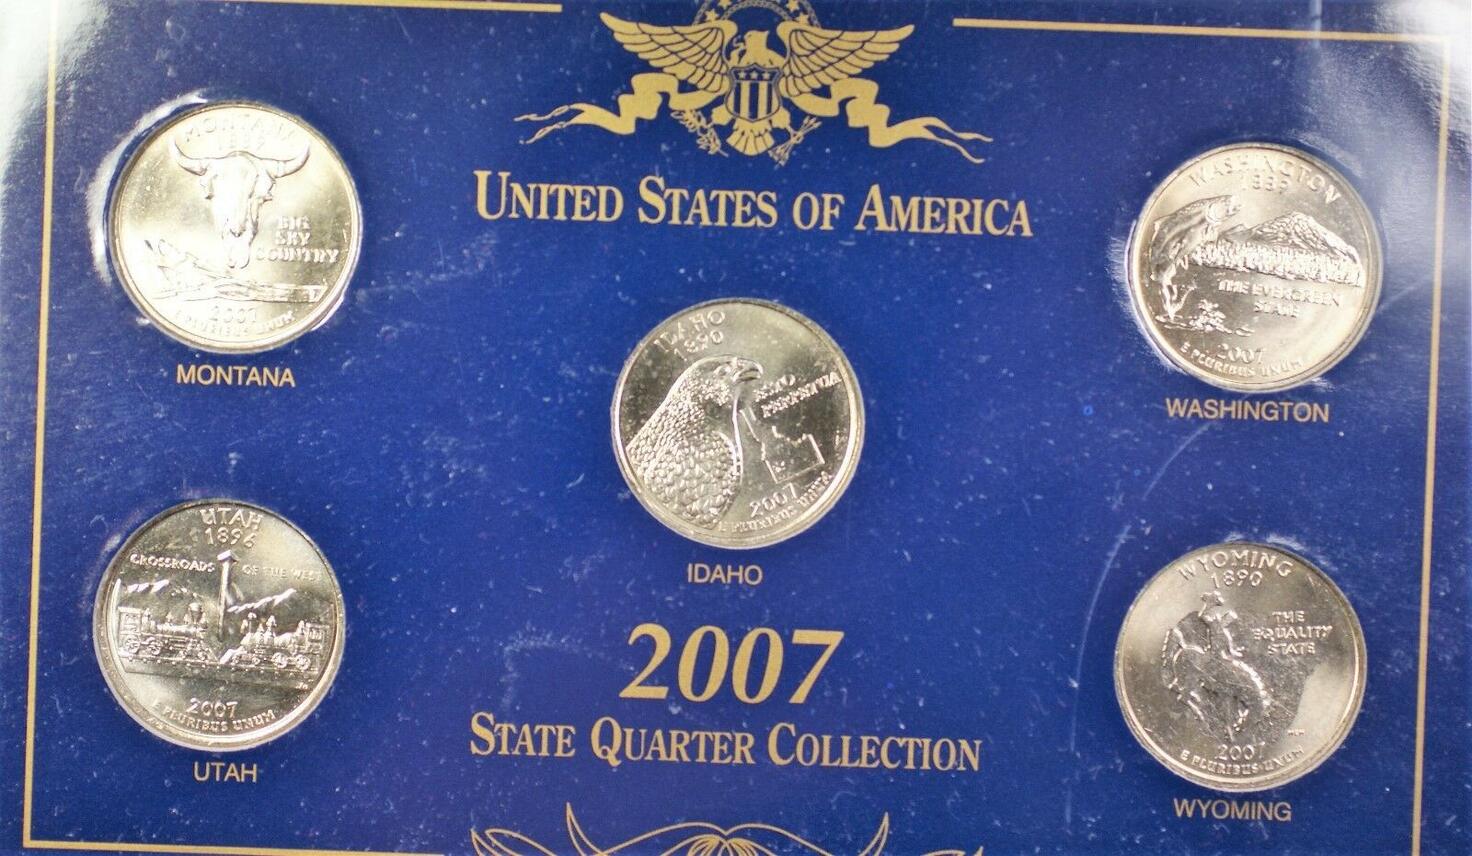 UNITED STATES OF AMERICA
MONTANA
1889
BIG
SKY
COUNTRY
2007
E PLURIBUS UNUM
MONTANA
WASHINGTON
1889
THE EVERGREEN
STATE
2007
E PLURIBUS UNUM
WASHINGTON
IDAHO
1890
ESTO
PERPETUA
2007
E PLURIBUS UNUM
IDAHO
UTAH
1896
CROSSROADS OF THE WEST
2007
E PLURIBUS UNUM
UTAH
WYOMING
1890
THE
EQUALITY
STATE
2007
E PLURIBUS UNUM
WYOMING
2007
STATE QUARTER COLLECTION